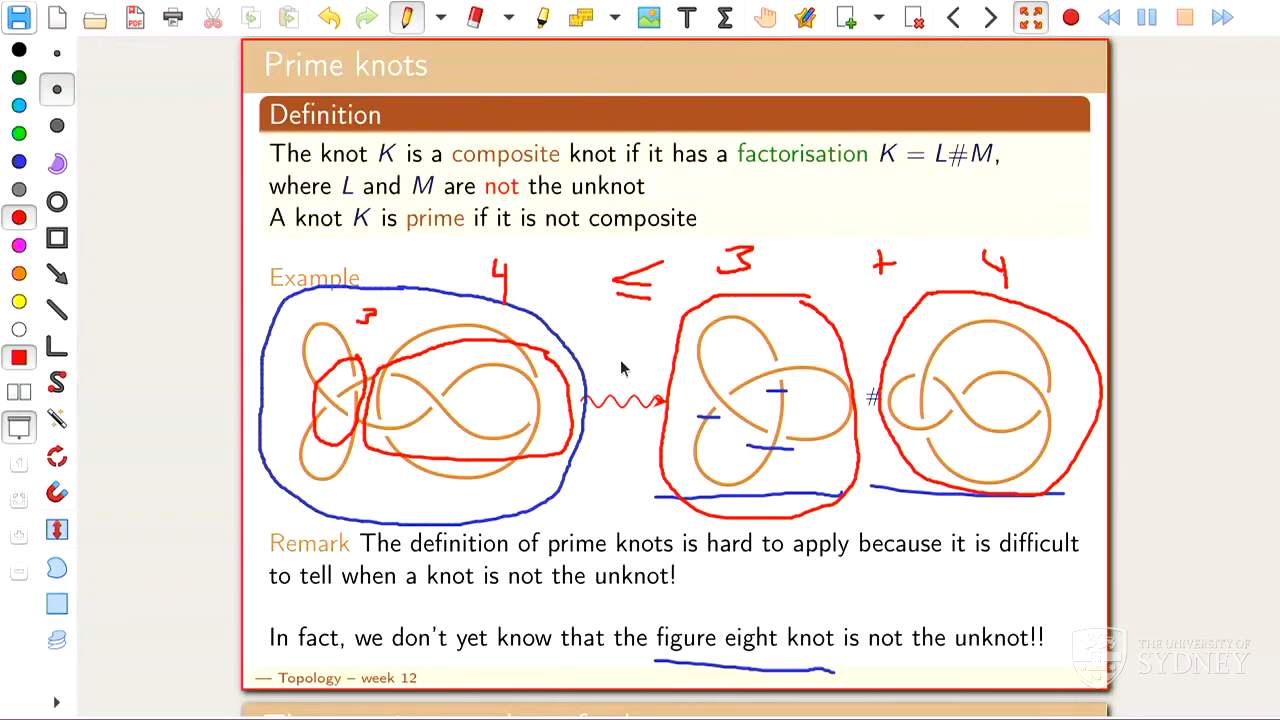 Prime knots
Definition
The knot K is a composite knot if it has a factorisation K = L#M,
where L and M are not the unknot
A knot K is prime if it is not composite
Example
4 ≤ 3 + 4
3
#
Remark The definition of prime knots is hard to apply because it is difficult
to tell when a knot is not the unknot!
In fact, we don't yet know that the figure eight knot is not the unknot!!
— Topology – week 12
THE UNIVERSITY OF
SYDNEY